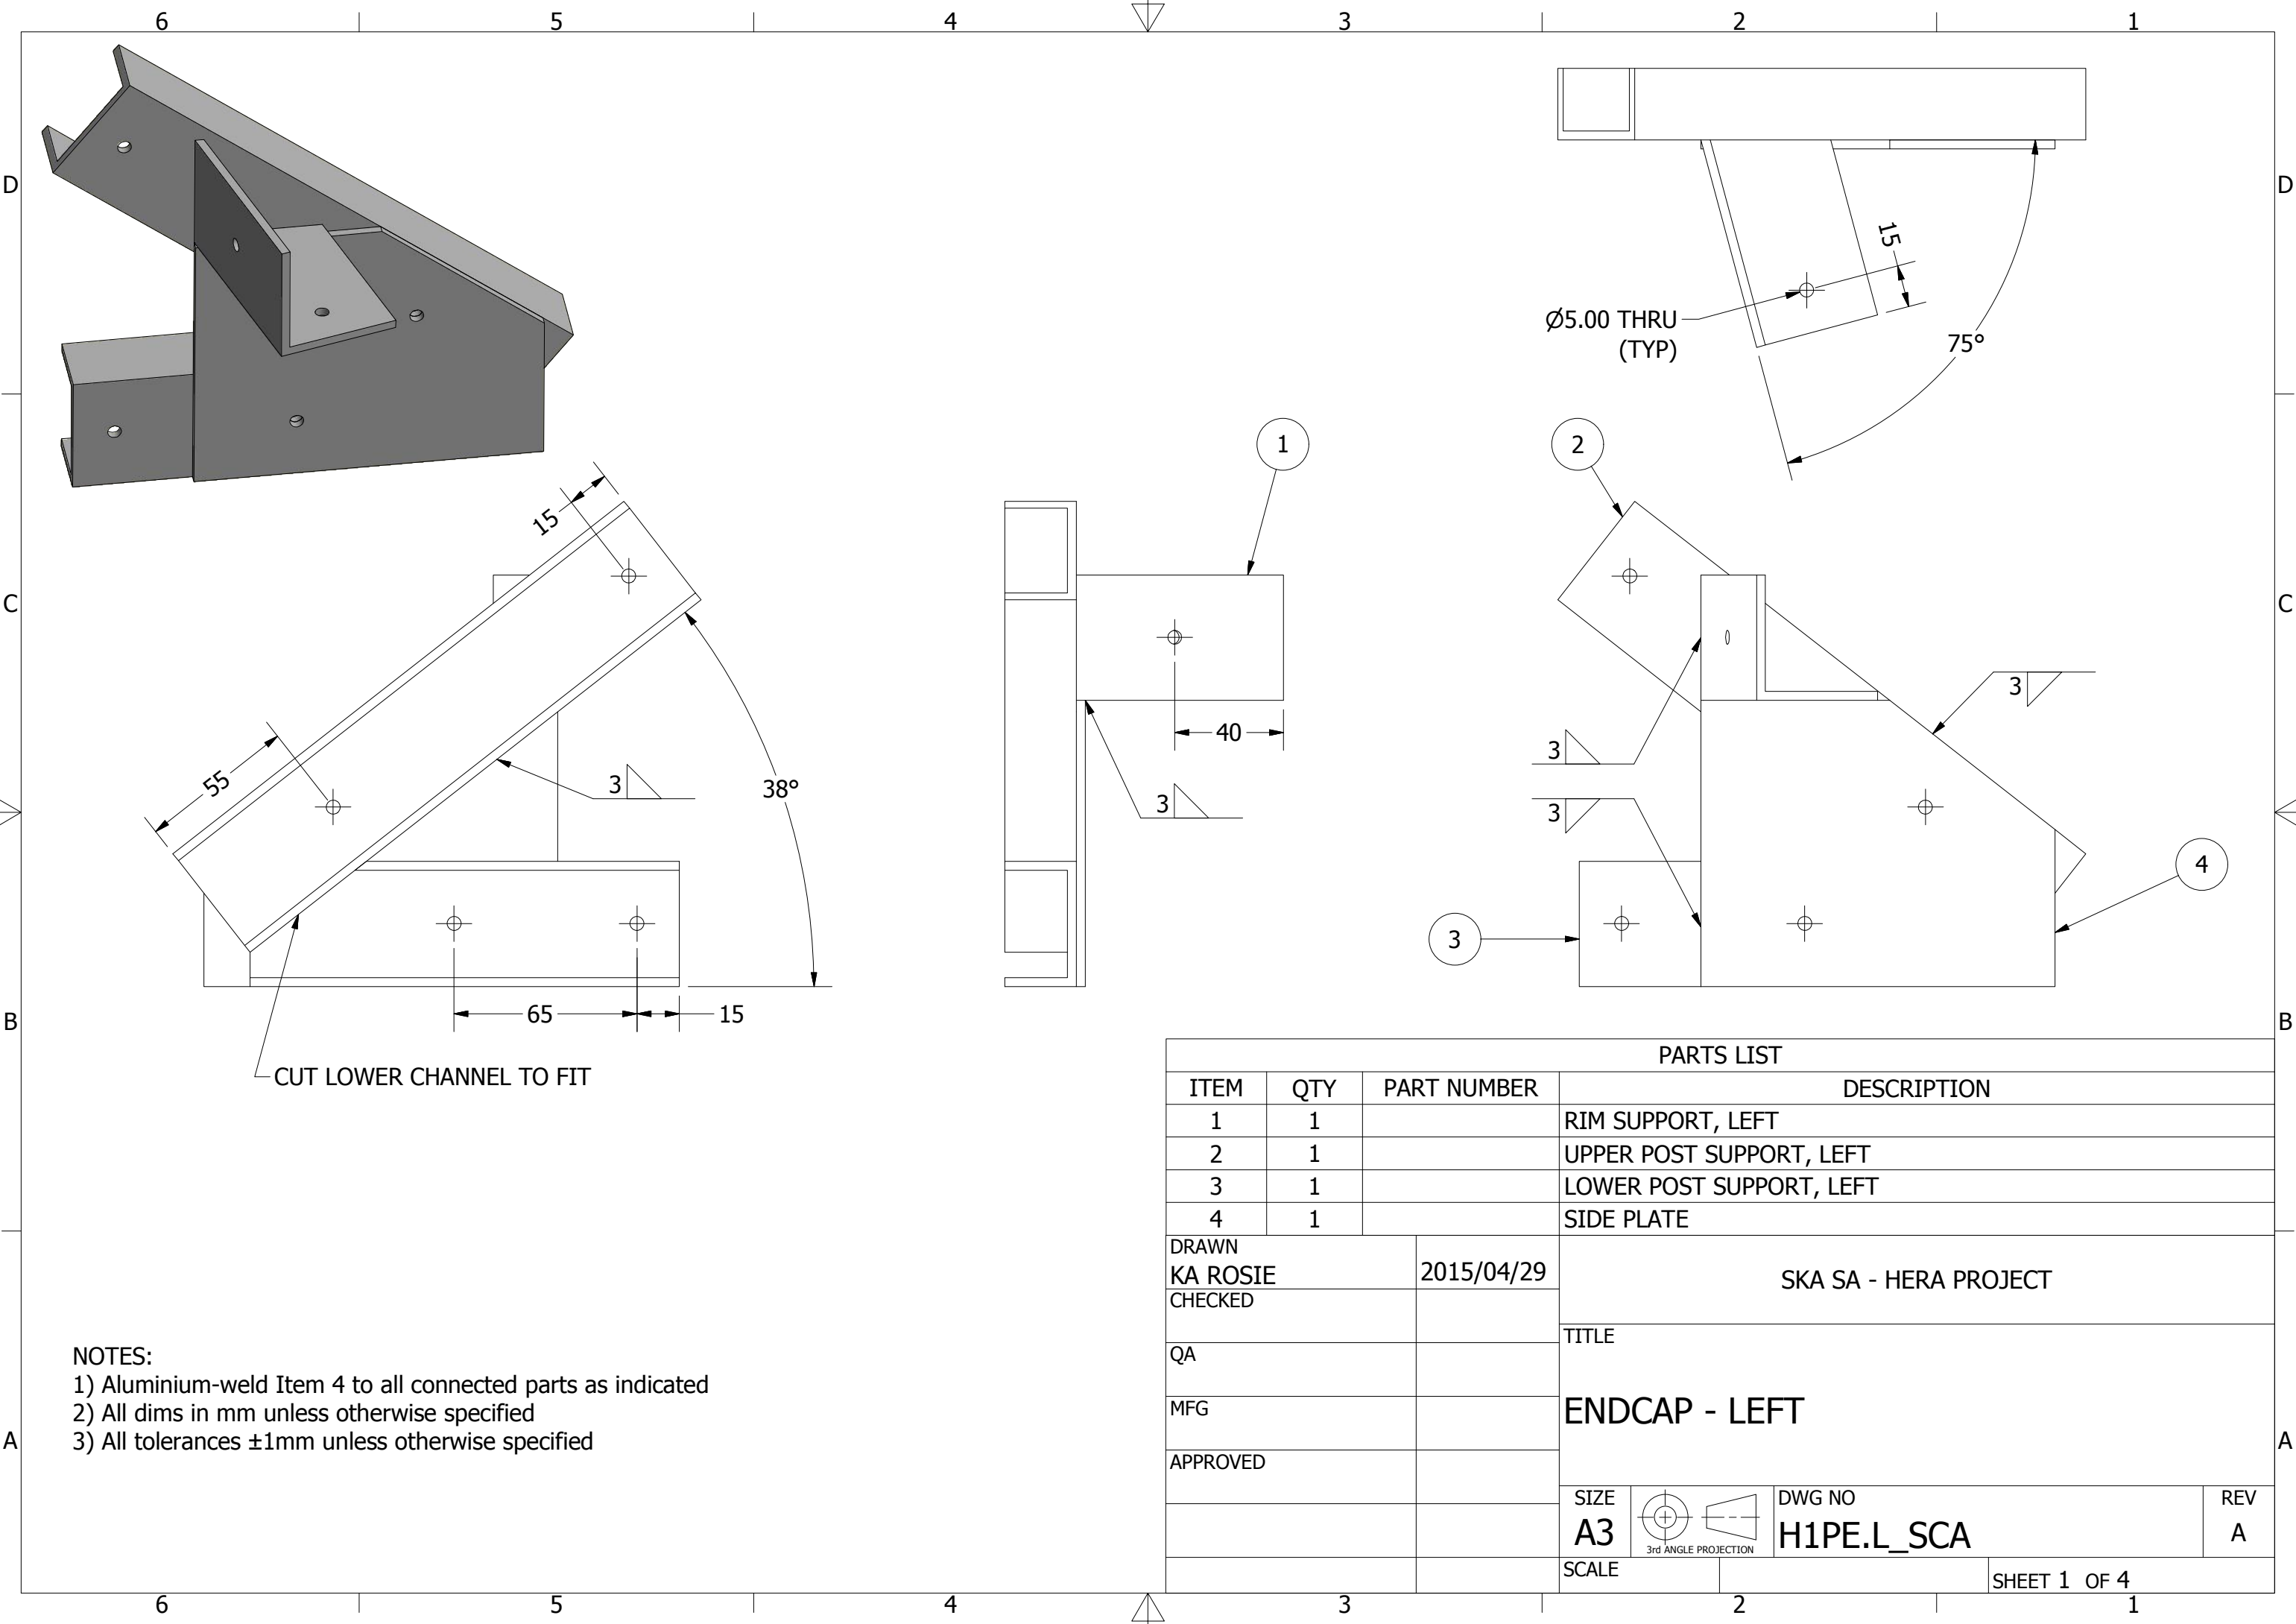 6 5 4 3 2 1
D D
C C
B B
A A
15
Ø5.00 THRU
(TYP)
75°
1
2
15
55
3
38°
65
15
CUT LOWER CHANNEL TO FIT
40
3
3
3
3
3
4
PARTS LIST
ITEM QTY PART NUMBER DESCRIPTION
1 1 RIM SUPPORT, LEFT
2 1 UPPER POST SUPPORT, LEFT
3 1 LOWER POST SUPPORT, LEFT
4 1 SIDE PLATE
DRAWN
KA ROSIE 2015/04/29
CHECKED
QA
MFG
APPROVED
SKA SA - HERA PROJECT
TITLE
ENDCAP - LEFT
SIZE
A3
3rd ANGLE PROJECTION
DWG NO
H1PE.L_SCA
REV
A
SCALE
SHEET 1 OF 4
NOTES:
1) Aluminium-weld Item 4 to all connected parts as indicated
2) All dims in mm unless otherwise specified
3) All tolerances ±1mm unless otherwise specified
6 5 4 3 2 1